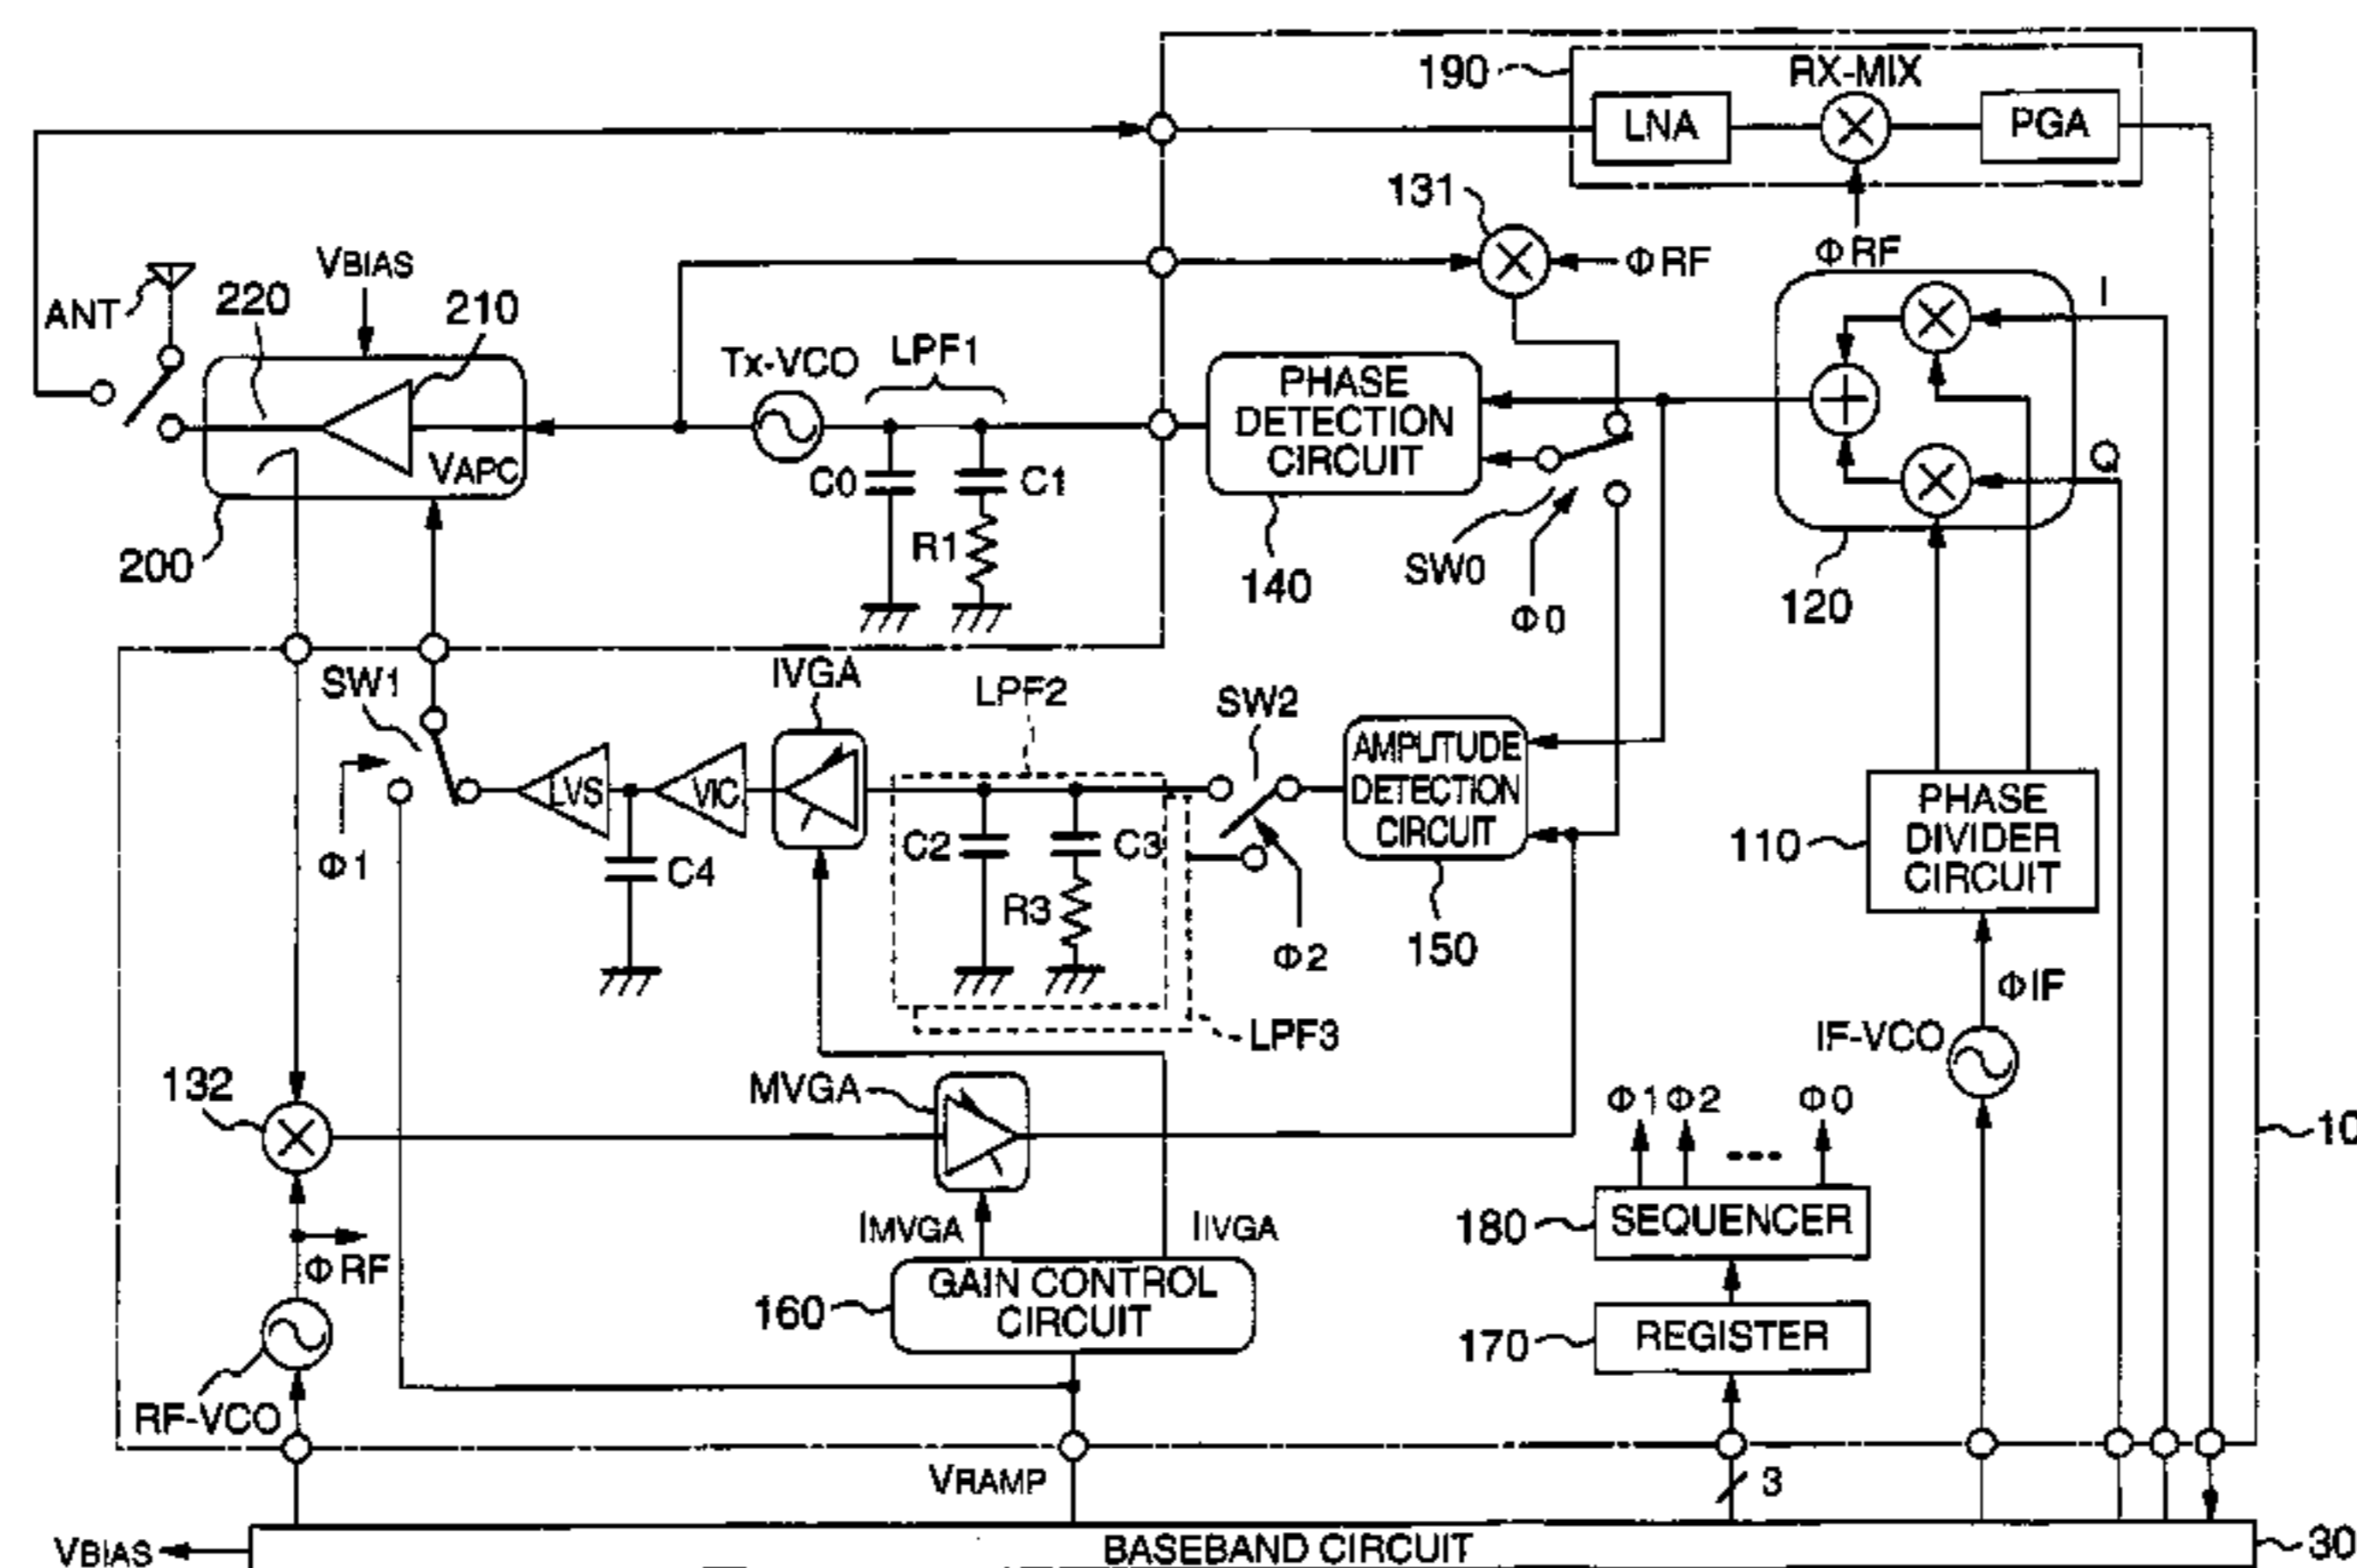 190
RX-MIX
LNA
PGA
131
ΦRF
ΦRF
I
Q
ANT
VBIAS
220
210
VAPC
200
Tx-VCO
LPF1
C0
C1
R1
PHASE
DETECTION
CIRCUIT
140
SW0
Φ0
120
SW1
IVGA
LPF2
SW2
Φ1
LVS
VIC
C4
C2
C3
R3
Φ2
LPF3
AMPLITUDE
DETECTION
CIRCUIT
150
PHASE
DIVIDER
CIRCUIT
110
ΦIF
IF-VCO
132
MVGA
Φ1 Φ2 Φ0
10
IMVGA
IIVGA
180
SEQUENCER
ΦRF
160
GAIN CONTROL
CIRCUIT
170
REGISTER
RF-VCO
VRAMP
3
VBIAS
BASEBAND CIRCUIT
30